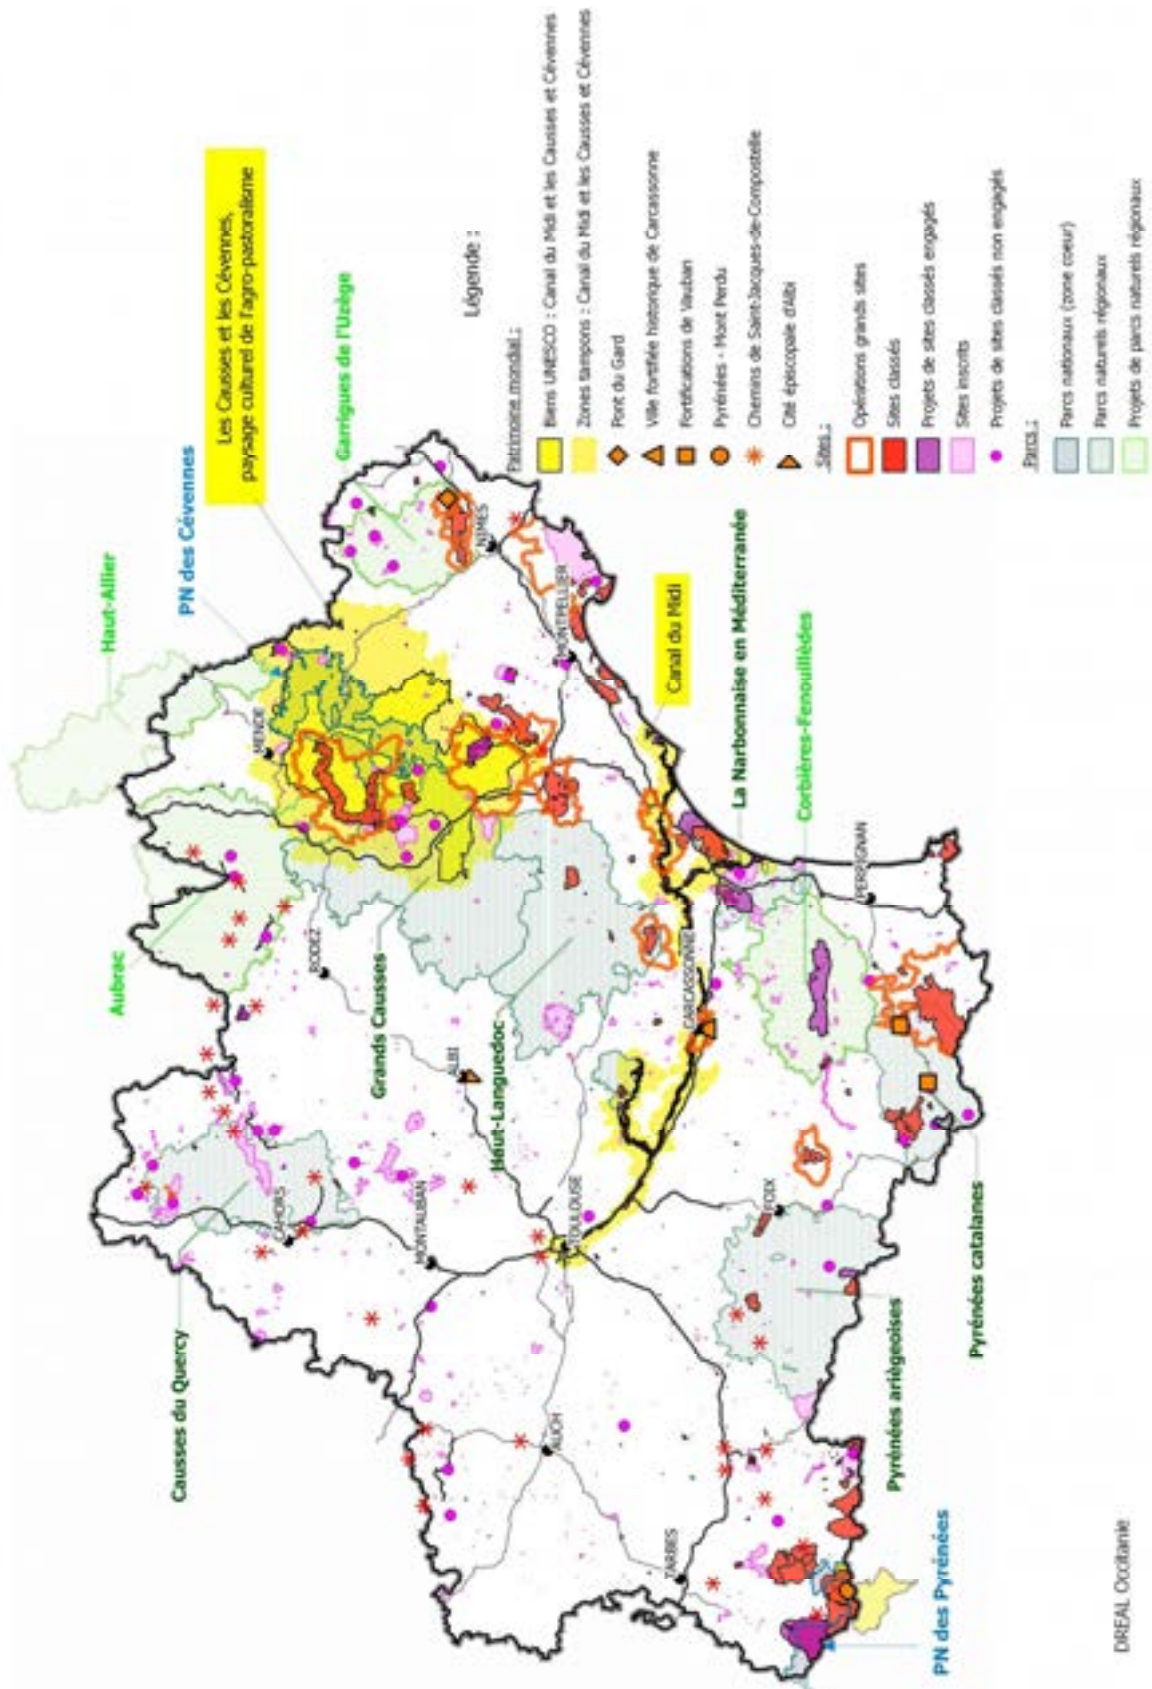 Haut-Allier
PN des Cévennes
Les Causses et les Cévennes,
paysage culturel de l'agro-pastoralisme
Garrigues de l'Uzège
Aubrac
Causses du Quercy
Grands Causses
Haut-Languedoc
MENDE
RODEZ
CAHORS
MONTAUBAN
ALBI
NIMES
MONTPELLIER
TOULOUSE
AUCH
TARBES
CARCASSONNE
FOIX
PERPIGNAN
Canal du Midi
La Narbonnaise en Méditerranée
Corbières-Fenouillèdes
Pyrénées catalanes
Pyrénées ariégeoises
PN des Pyrénées
Légende :
Patrimoine mondial :
Biens UNESCO : Canal du Midi et les Causses et Cévennes
Zones tampons : Canal du Midi et les Causses et Cévennes
Pont du Gard
Ville fortifiée historique de Carcassonne
Fortifications de Vauban
Pyrénées - Mont Perdu
Chemins de Saint-Jacques-de-Compostelle
Cité épiscopale d'Albi
Sites :
Opérations grands sites
Sites classés
Projets de sites classés engagés
Sites inscrits
Projets de sites classés non engagés
Parcs :
Parcs nationaux (zone coeur)
Parcs naturels régionaux
Projets de parcs naturels régionaux
DREAL Occitanie